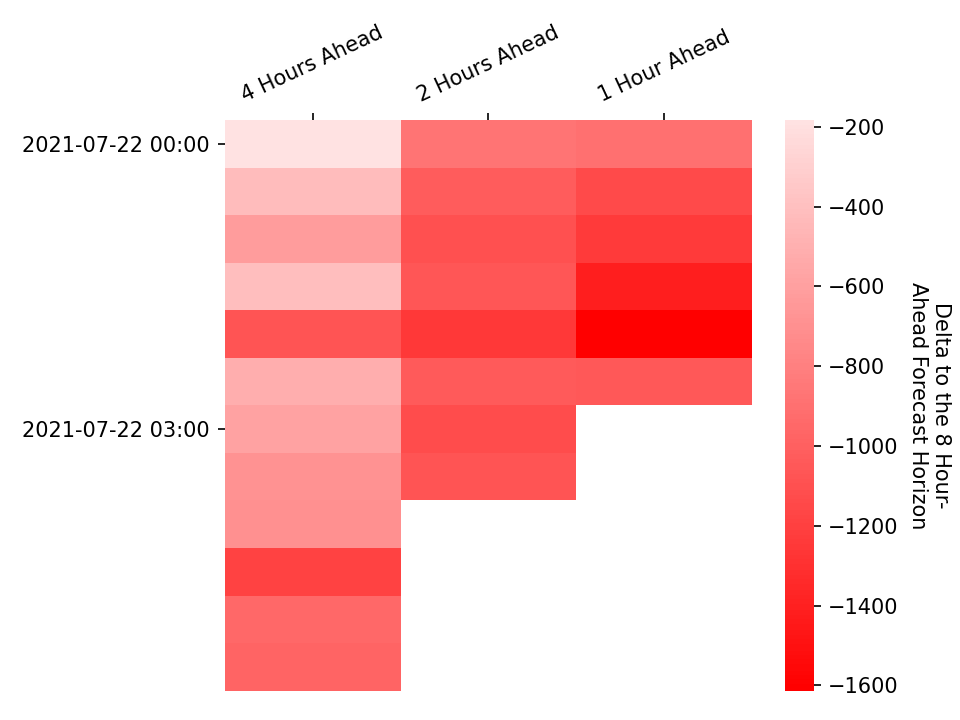 4 Hours Ahead
2 Hours Ahead
1 Hour Ahead
2021-07-22 00:00
2021-07-22 03:00
−200
−400
−600
−800
−1000
−1200
−1400
−1600
Delta to the 8 Hour-
Ahead Forecast Horizon